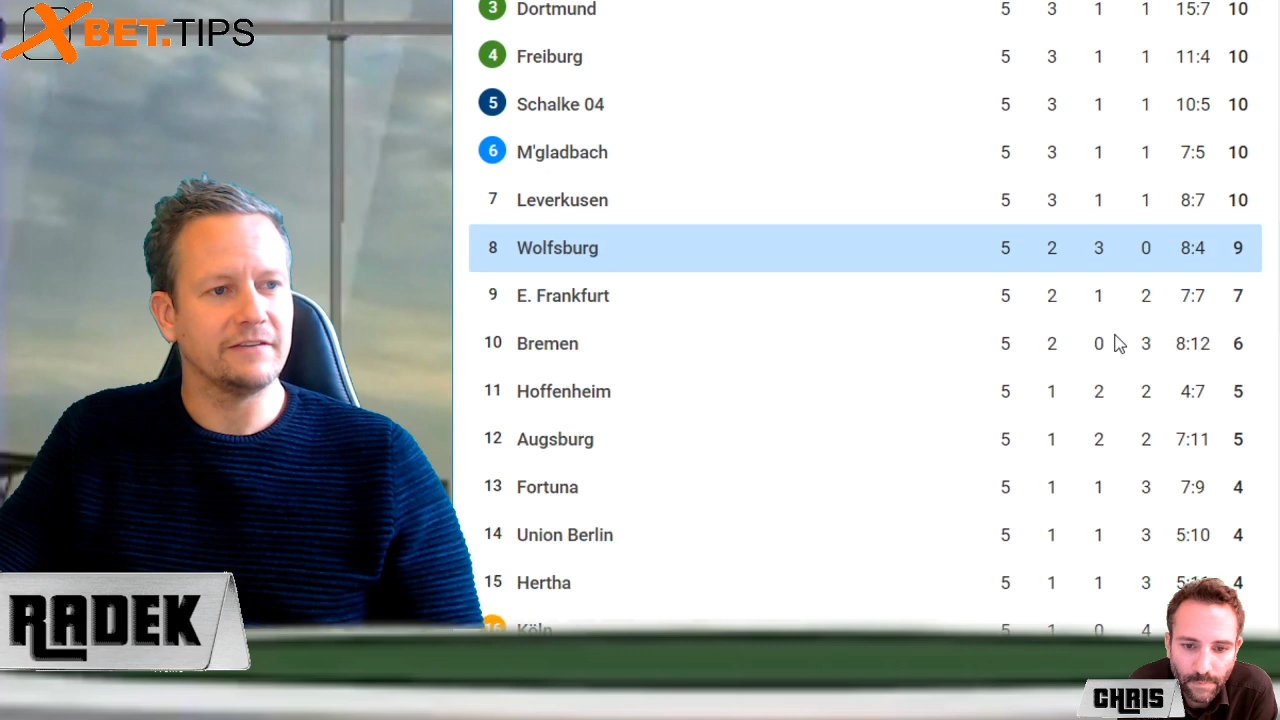 XBET.TIPS
3 Dortmund 5 3 1 1 15:7 10
4 Freiburg 5 3 1 1 11:4 10
5 Schalke 04 5 3 1 1 10:5 10
6 M'gladbach 5 3 1 1 7:5 10
7 Leverkusen 5 3 1 1 8:7 10
8 Wolfsburg 5 2 3 0 8:4 9
9 E. Frankfurt 5 2 1 2 7:7 7
10 Bremen 5 2 0 3 8:12 6
11 Hoffenheim 5 1 2 2 4:7 5
12 Augsburg 5 1 2 2 7:11 5
13 Fortuna 5 1 1 3 7:9 4
14 Union Berlin 5 1 1 3 5:10 4
15 Hertha 5 1 1 3 4
16 Köln 5 1 0 4
RADEK
CHRIS